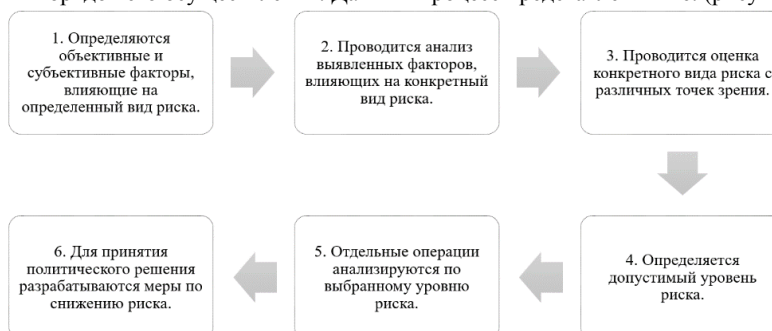 1. Определяются
объективные и
субъективные факторы,
влияющие на
определенный вид риска.
2. Проводится анализ
выявленных факторов,
влияющих на конкретный
вид риска.
3. Проводится оценка
конкретного вида риска с
различных точек зрения.
4. Определяется
допустимый уровень
риска.
5. Отдельные операции
анализируются по
выбранному уровню
риска.
6. Для принятия
политического решения
разрабатываются меры по
снижению риска.